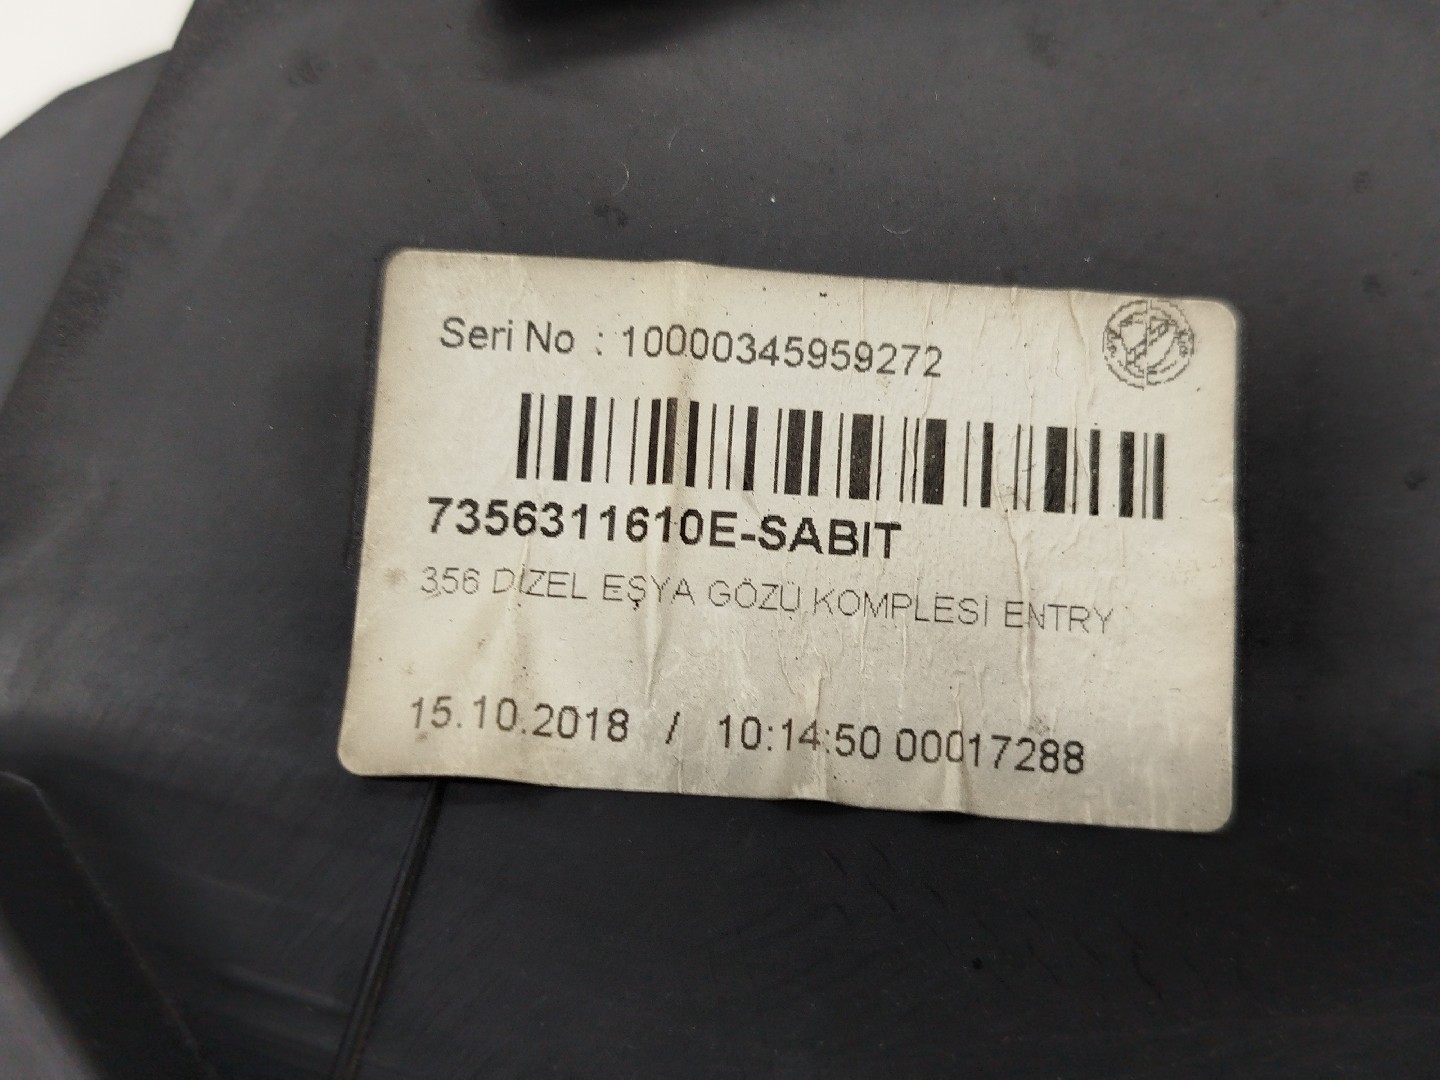 Seri No : 10000345959272
7356311610E-SABIT
356 DİZEL EŞYA GÖZÜ KOMPLESİ ENTRY
15.10.2018 / 10:14:50 00017288